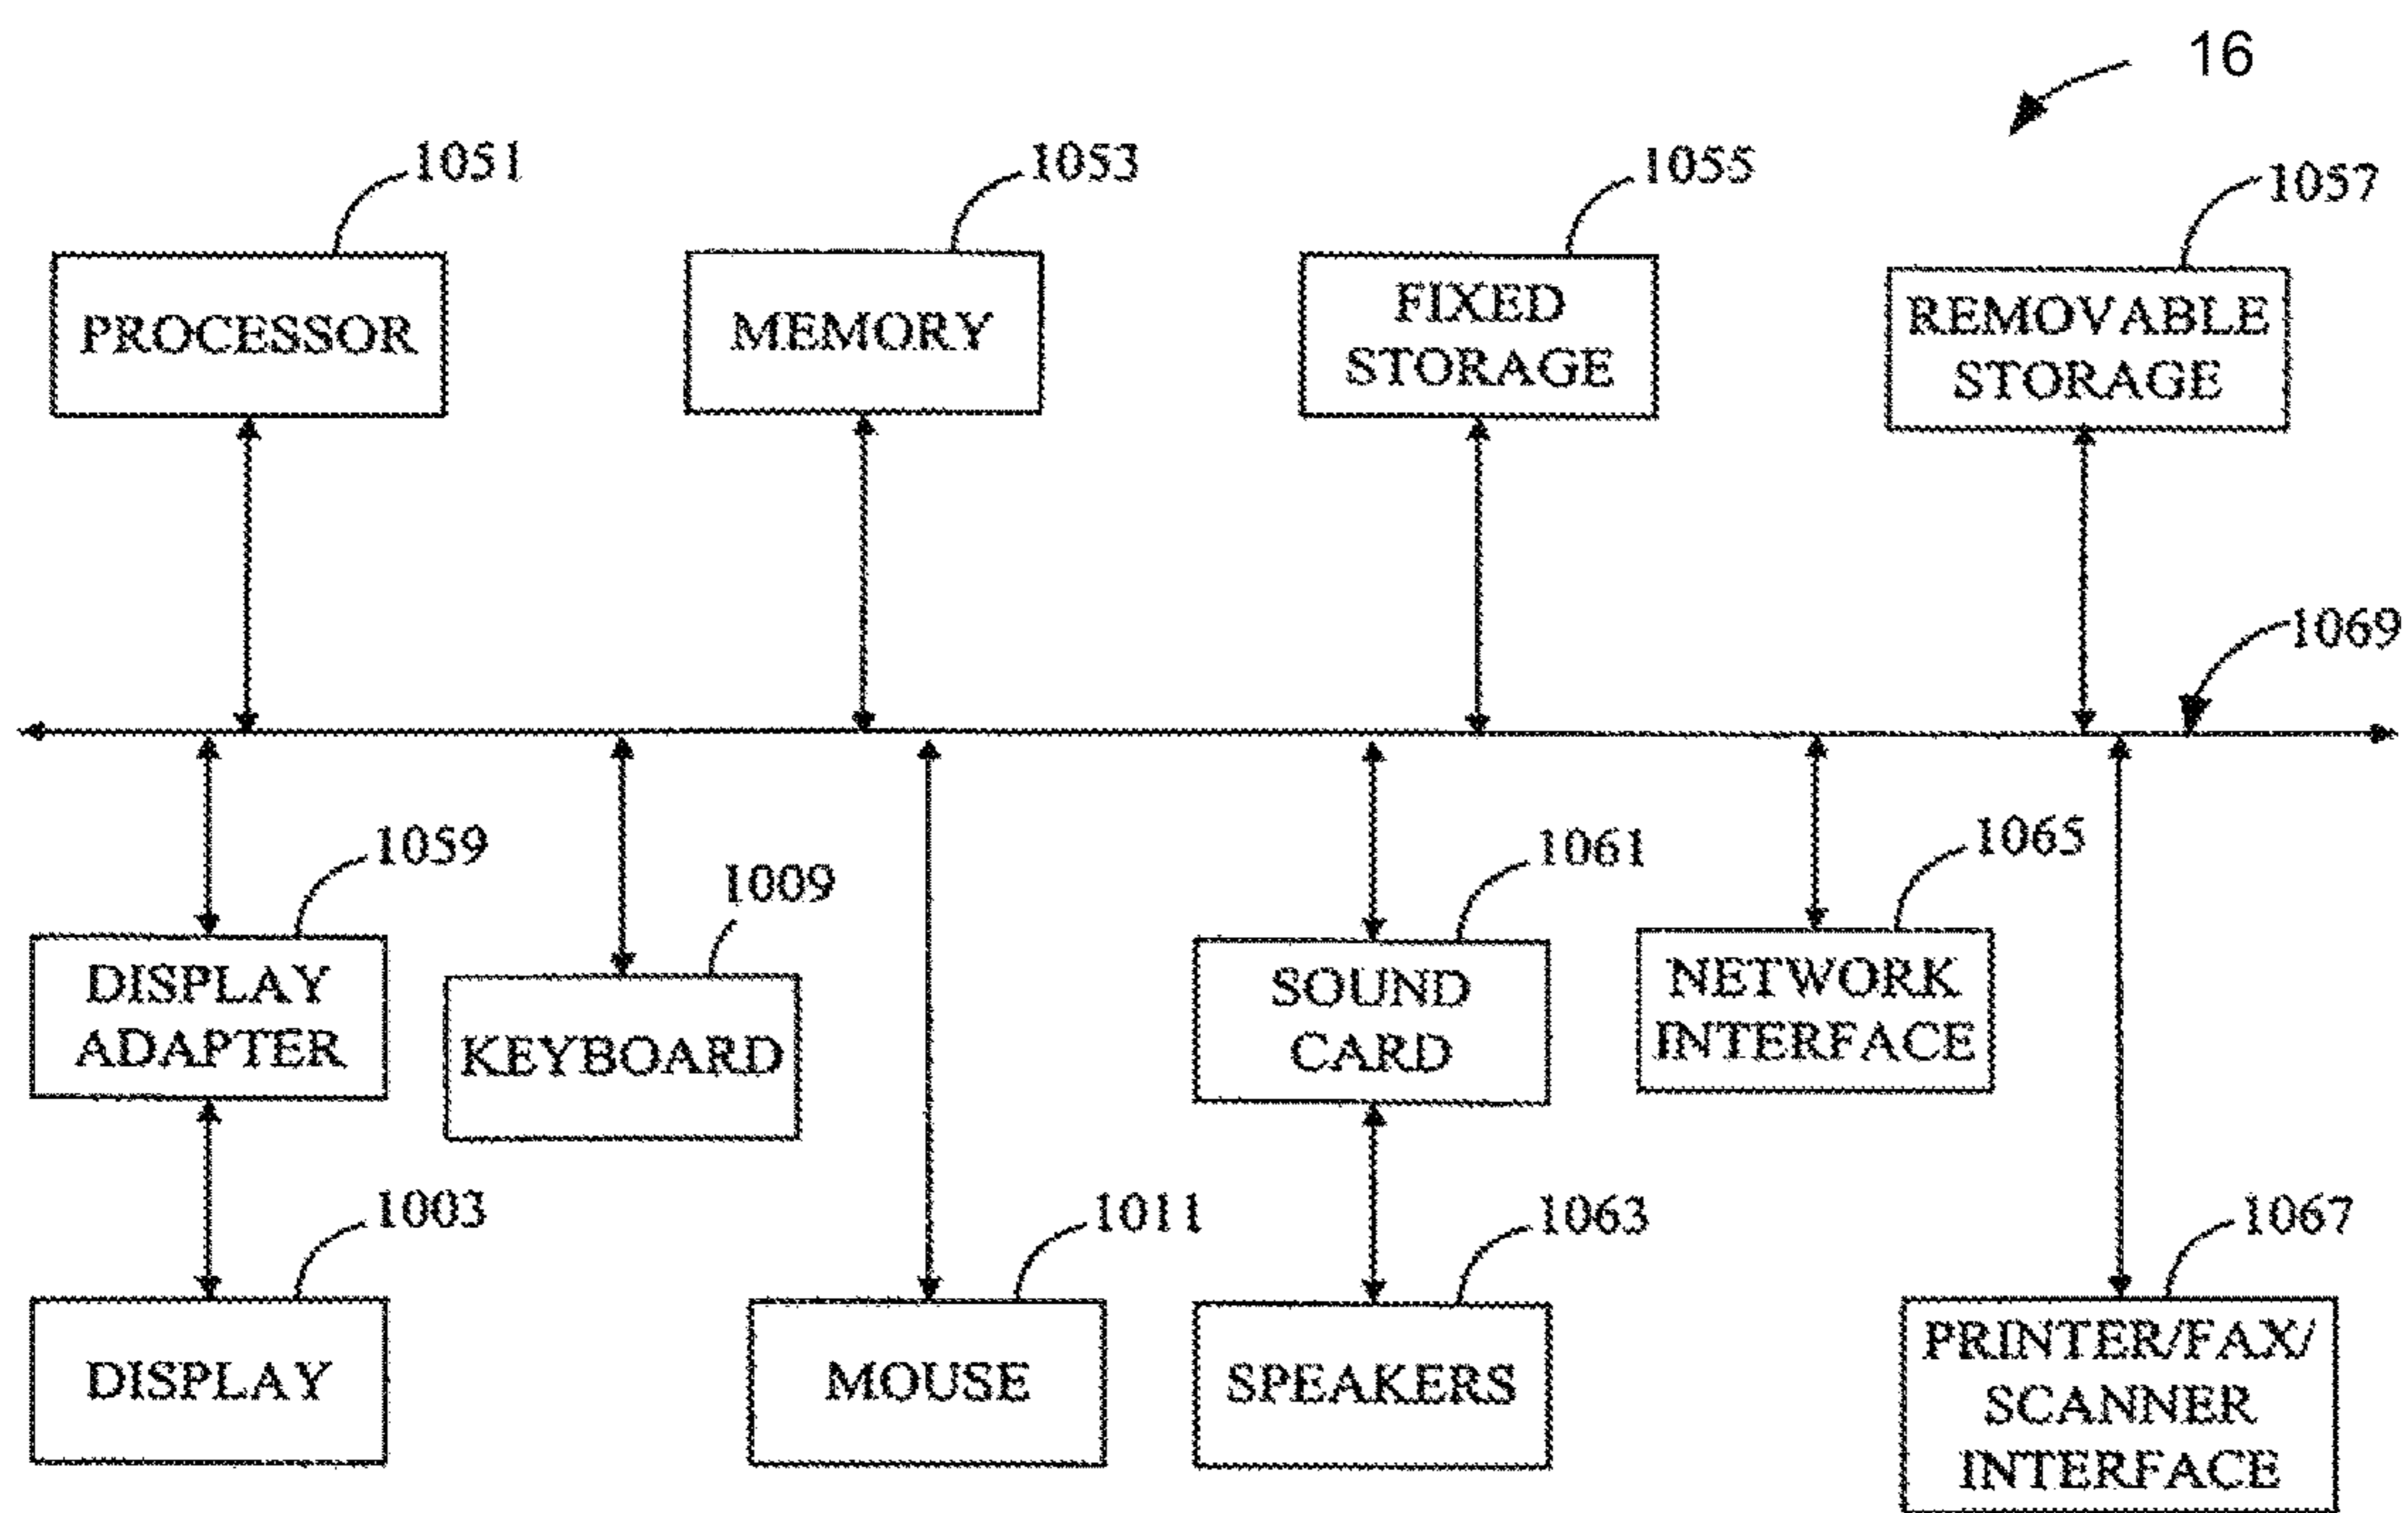 16
1051
1053
1055
1057
PROCESSOR
MEMORY
FIXED
STORAGE
REMOVABLE
STORAGE
1069
1059
1009
1061
1065
DISPLAY
ADAPTER
KEYBOARD
SOUND
CARD
NETWORK
INTERFACE
1003
1011
1063
1067
DISPLAY
MOUSE
SPEAKERS
PRINTER/FAX/
SCANNER
INTERFACE